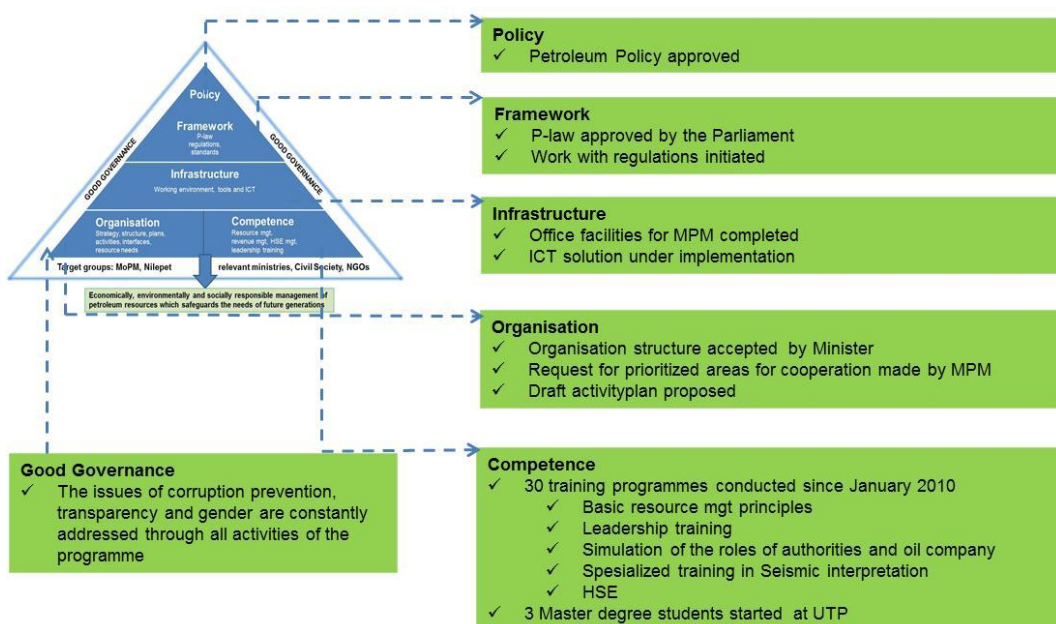 Policy
Framework
P-law
regulations,
standards
Infrastructure
Working environment, tools and ICT
Organisation
Strategy, structure, plans,
activities, interfaces,
resource needs
Competence
Resource mgt,
revenue mgt, HSE mgt,
leadership training
GOOD GOVERNANCE
GOOD GOVERNANCE
Target groups: MoPM, Nilepet
relevant ministries, Civil Society, NGOs
Economically, environmentally and socially responsible management of
petroleum resources which safeguards the needs of future generations
Policy
✓ Petroleum Policy approved
Framework
✓ P-law approved by the Parliament
✓ Work with regulations initiated
Infrastructure
✓ Office facilities for MPM completed
✓ ICT solution under implementation
Organisation
✓ Organisation structure accepted by Minister
✓ Request for prioritized areas for cooperation made by MPM
✓ Draft activityplan proposed
Good Governance
✓ The issues of corruption prevention,
transparency and gender are constantly
addressed through all activities of the
programme
Competence
✓ 30 training programmes conducted since January 2010
✓ Basic resource mgt principles
✓ Leadership training
✓ Simulation of the roles of authorities and oil company
✓ Spesialized training in Seismic interpretation
✓ HSE
✓ 3 Master degree students started at UTP